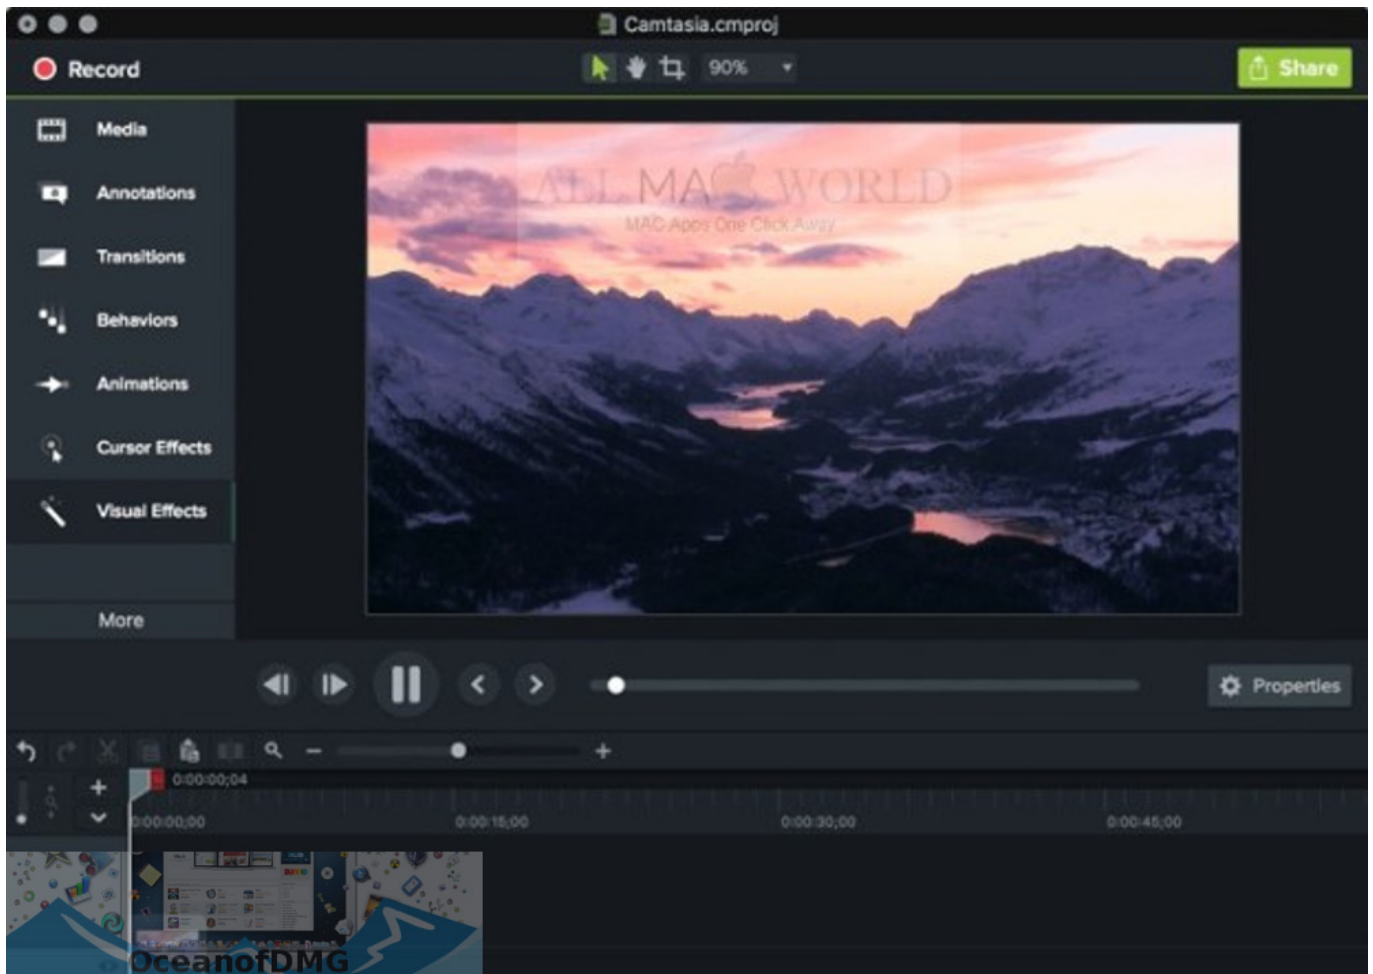 Camtasia.cmproj
Record
90%
Share
Media
Annotations
Transitions
Behaviors
Animations
Cursor Effects
Visual Effects
More
ALL MAC WORLD
MAC Apps One Click Away
Properties
0:00:00;04
0:00:00;00
0:00:15;00
0:00:30;00
0:00:45;00
OceanofDMG